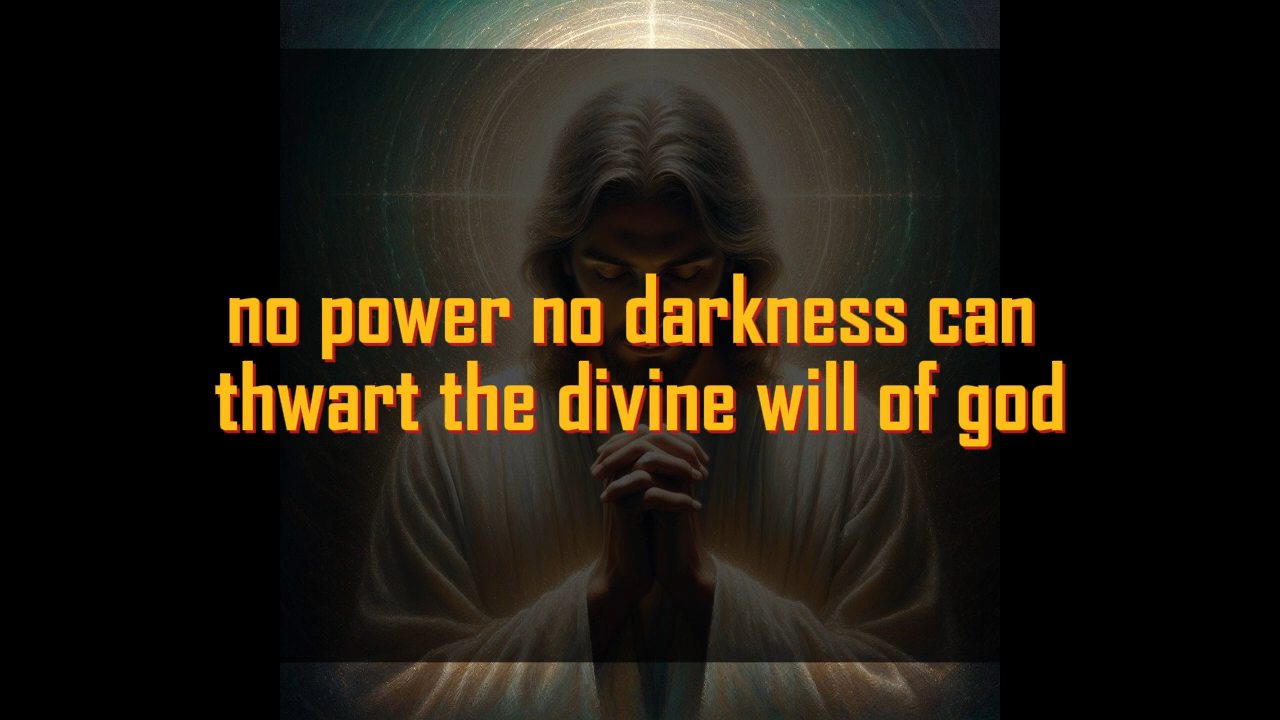 no power no darkness can
thwart the divine will of god